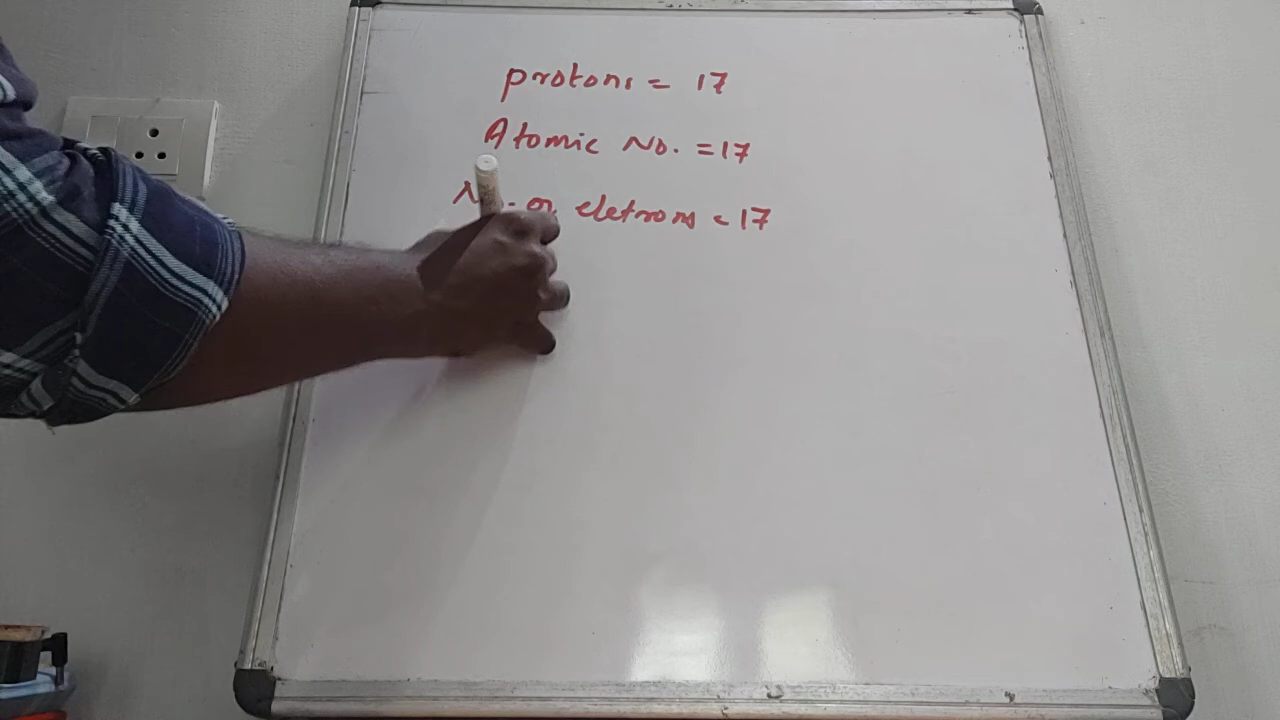 protons = 17
Atomic No. = 17
No. of eletrons = 17